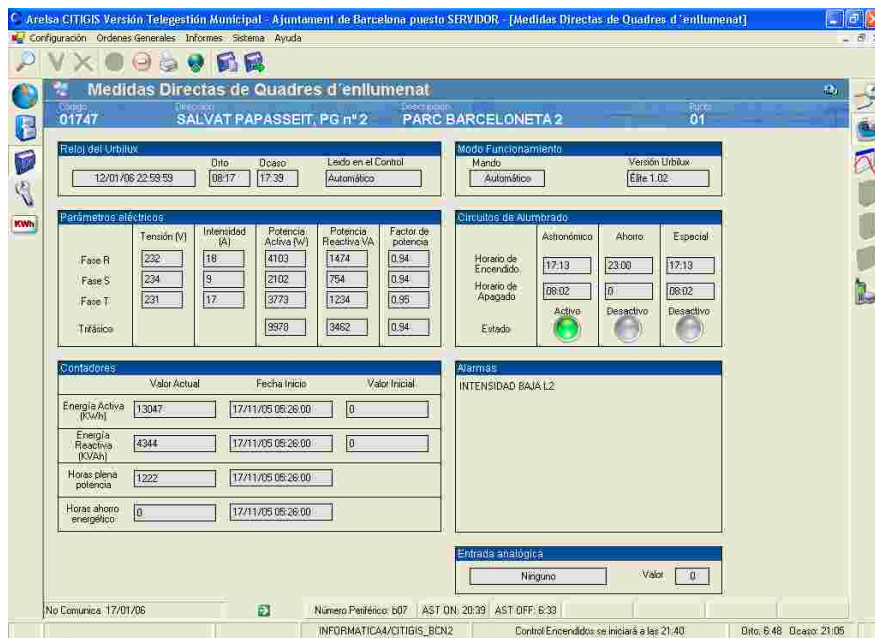 Arelsa CITIGIS Versión Telegestión Municipal - Ajuntament de Barcelona puesto SERVIDOR - [Medidas Directas de Quadres d´enllumenat]
Configuración Ordenes Generales Informes Sistema Ayuda
Medidas Directas de Quadres d´enllumenat
Código Dirección Descripción Punto
01747 SALVAT PAPASSEIT, PG nº 2 PARC BARCELONETA 2 01
KWh
Reloj del Urbilux
Orto Ocaso Leido en el Control
12/01/06 22:59:59 08:17 17:39 Automático
Modo Funcionamiento
Mando Versión Urbilux
Automático Élite 1.02
Parámetros eléctricos
Tensión (V) Intensidad (A) Potencia Activa (W) Potencia Reactiva VA Factor de potencia
Fase R 232 18 4103 1474 0.94
Fase S 234 9 2102 754 0.94
Fase T 231 17 3773 1234 0.95
Trifásico 9978 3462 0.94
Circuitos de Alumbrado
Astronómico Ahorro Especial
Horario de Encendido 17:13 23:00 17:13
Horario de Apagado 08:02 0 08:02
Activo Desactivo Desactivo
Estado
Contadores
Valor Actual Fecha Inicio Valor Inicial
Energía Activa (KWh) 13047 17/11/05 05:26:00 0
Energía Reactiva (KVAh) 4344 17/11/05 05:26:00 0
Horas plena potencia 1222 17/11/05 05:26:00
Horas ahorro energético 0 17/11/05 05:26:00
Alarmas
INTENSIDAD BAJA L2
Entrada analógica
Ninguno Valor 0
No Comunica 17/01/06 Número Periférico: b07 AST ON: 20:39 AST OFF: 6:33
INFORMATICA4/CITIGIS_BCN2 Control Encendidos se iniciará a las 21:40 Orto: 6:48 Ocaso: 21:05